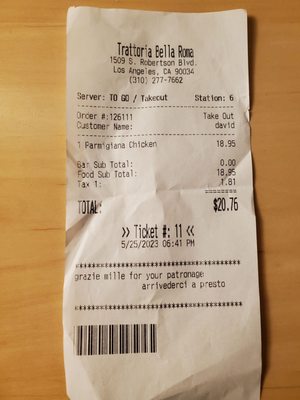 Trattoria Bella Roma
1509 S. Robertson Blvd.
Los Angeles, CA 90034
(310) 277-7662
Server: TO GO / Takeout Station: 6
Order #:126111 Take Out
Customer Name: david
1 Parmigiana Chicken 18.95
Bar Sub Total: 0.00
Food Sub Total: 18.95
Tax 1: 1.81
TOTAL: $20.76
>> Ticket #: 11 <<
5/25/2023 06:41 PM
grazie mille for your patronage
arrivederci a presto